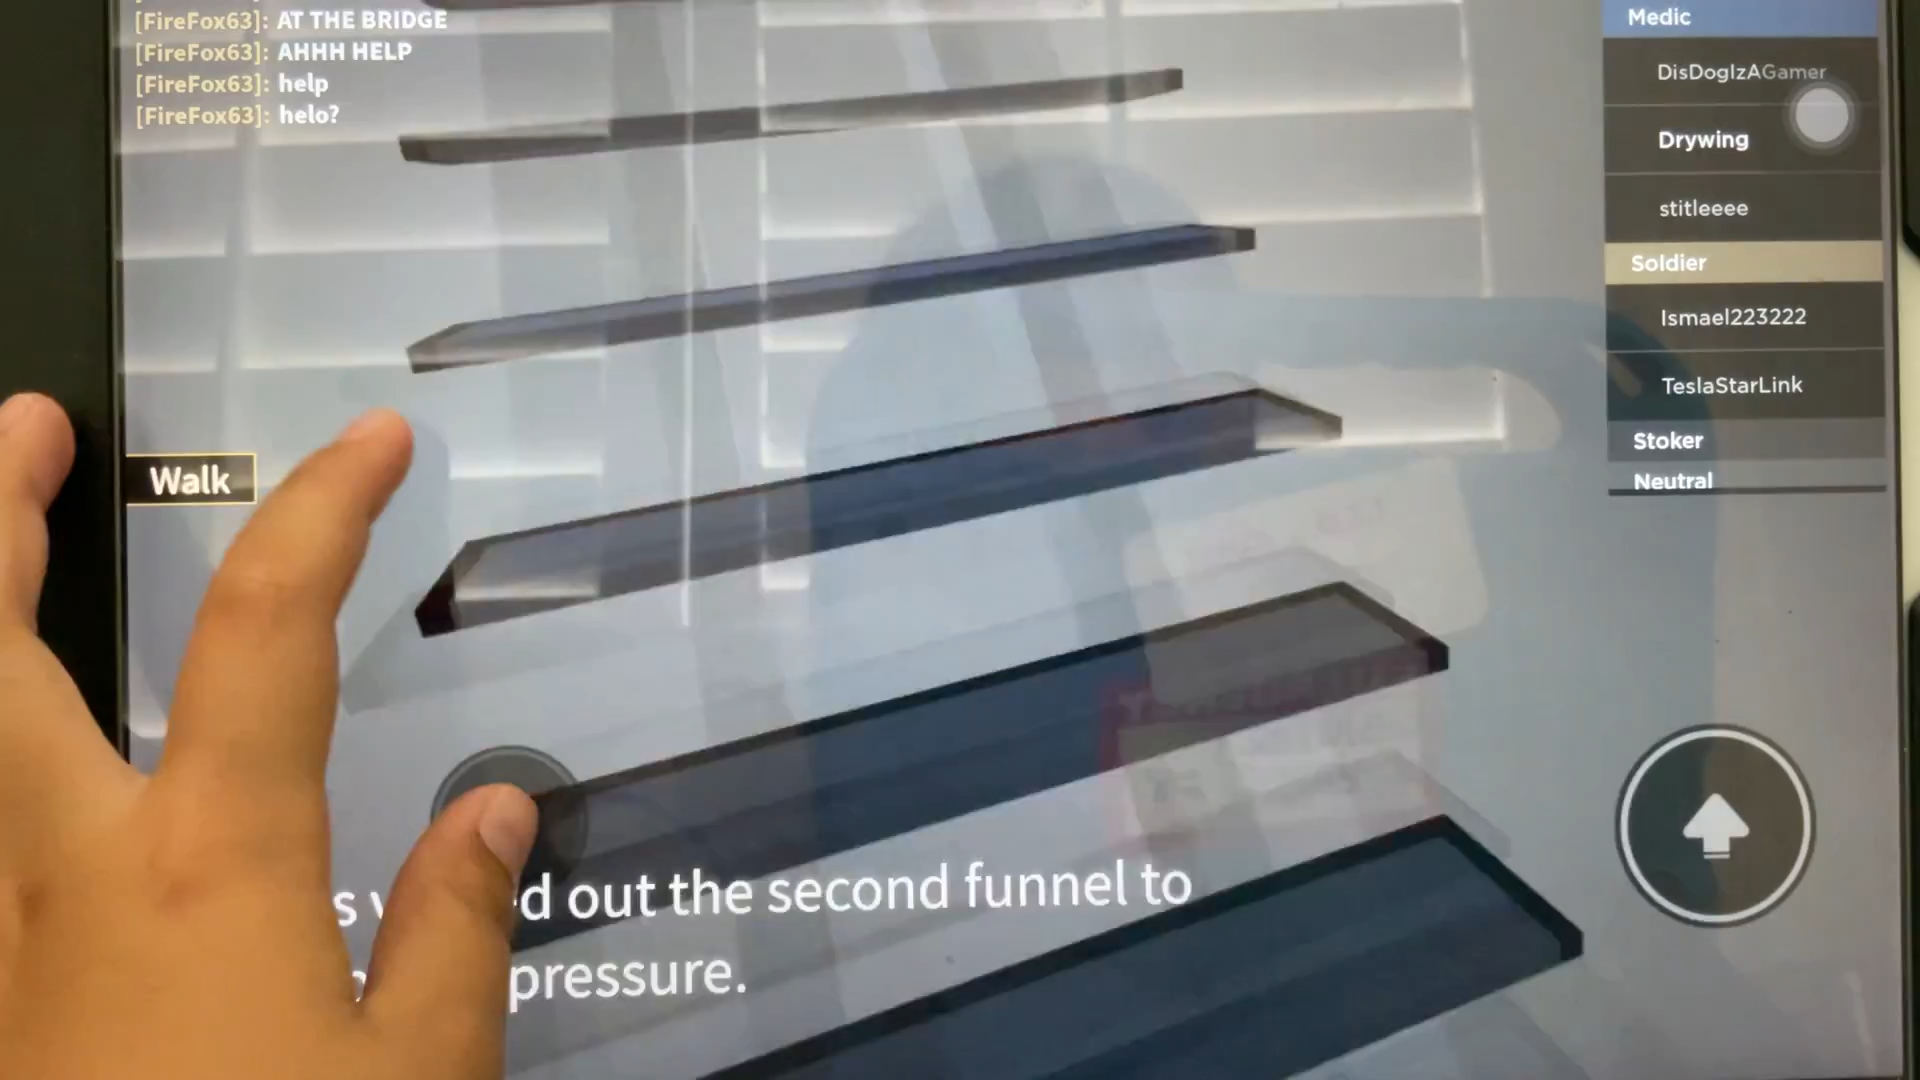 [FireFox63]: AT THE BRIDGE
[FireFox63]: AHHH HELP
[FireFox63]: help
[FireFox63]: helo?
Medic
DisDogIzAGamer
Drywing
stitleeee
Soldier
Ismael223222
TeslaStarLink
Stoker
Neutral
Walk
out the second funnel to
pressure.